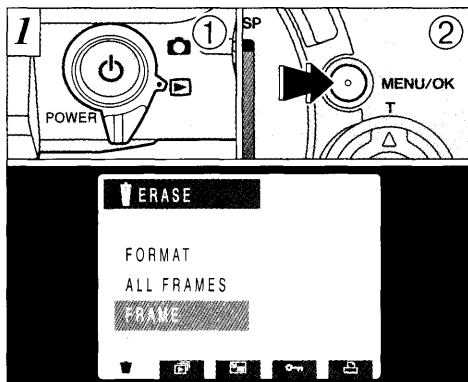 1
1
SP
2
POWER
MENU/OK
T
ERASE
FORMAT
ALL FRAMES
FRAME